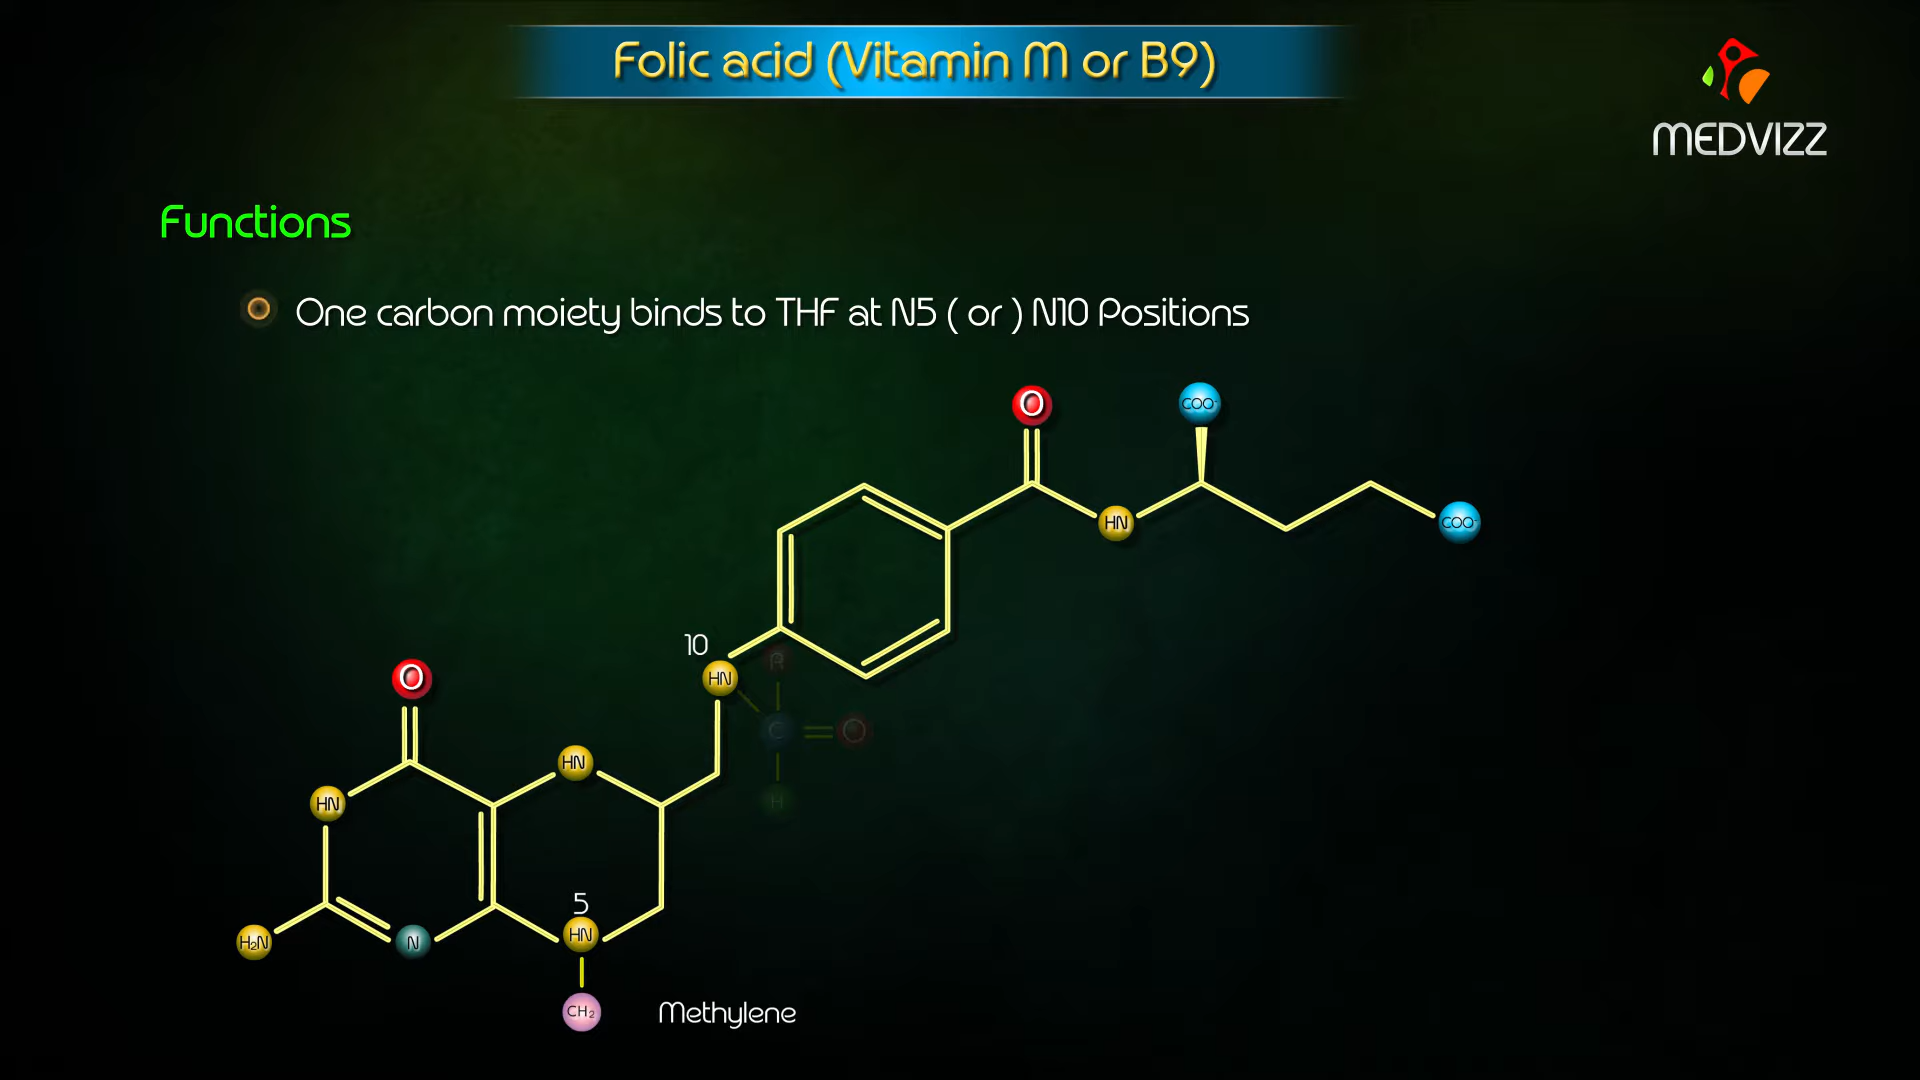 Folic acid (Vitamin M or B9)
MEDVIZZ
Functions
One carbon moiety binds to THF at N5 ( or ) N10 Positions
O
COO-
HN
COO-
10
HN
R
O
C
O
HN
HN
5
H₂N
N
HN
H
CH₂
Methylene